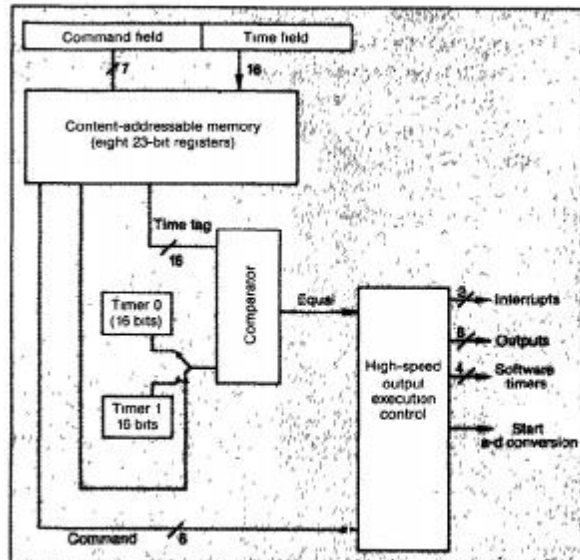 Command field
Time field
7
16
Content-addressable memory
(eight 23-bit registers)
Time tag
16
Comparator
Timer 0
(16 bits)
Timer 1
16 bits
Equal
High-speed
output
execution
control
Interrupts
Outputs
4
Software
timers
Start
a-d conversion
Command
6